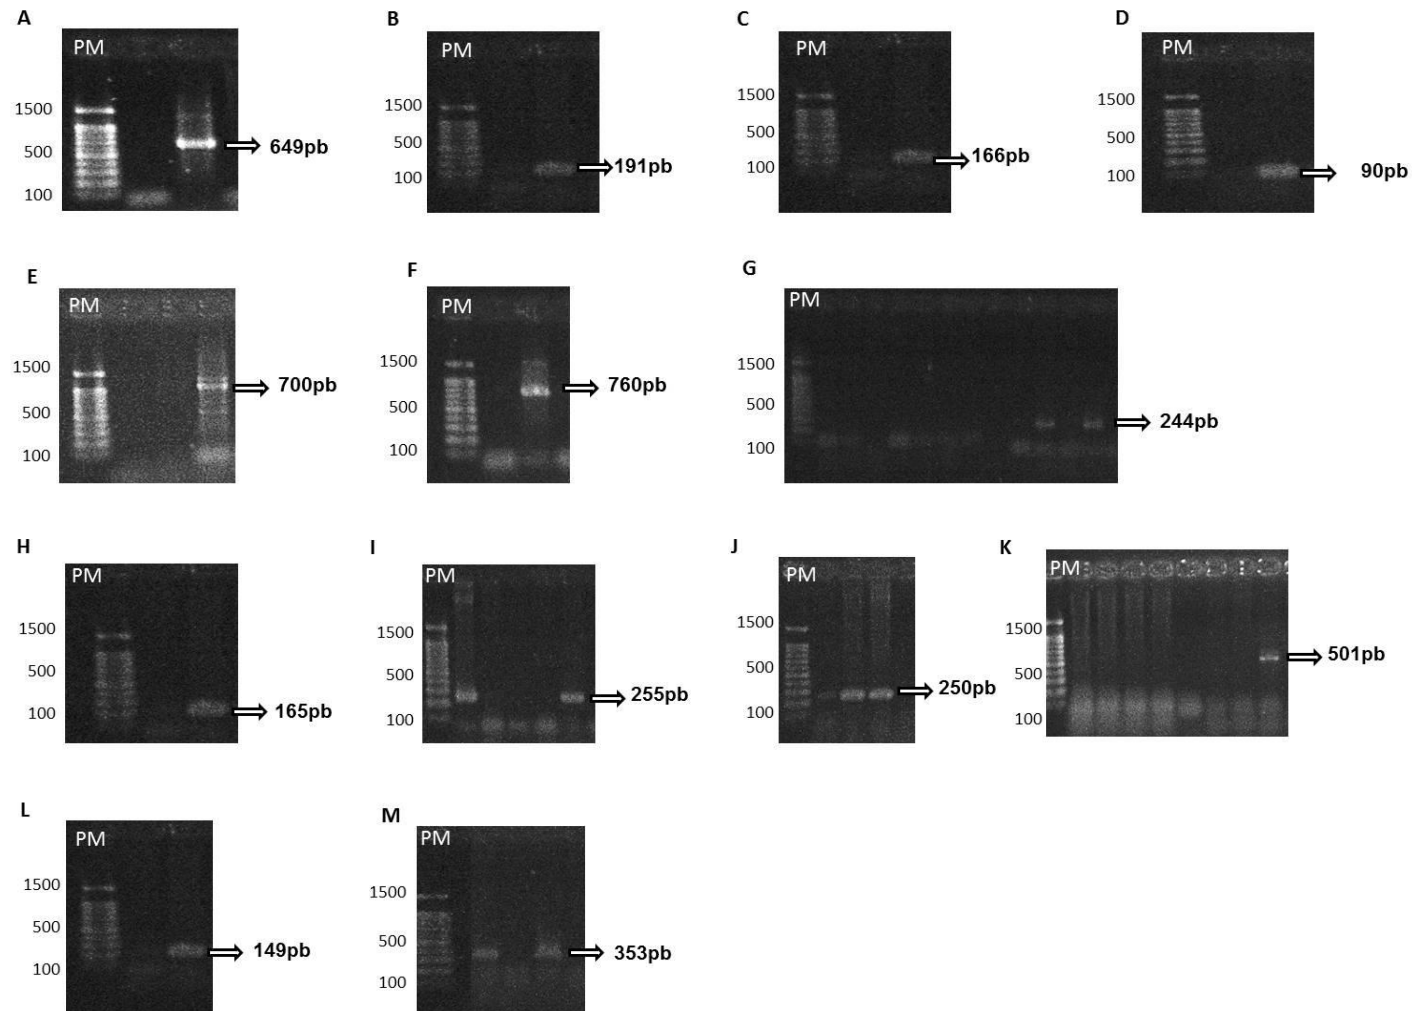 A
PM
1500
500
100
649pb
B
PM
1500
500
100
191pb
C
PM
1500
500
100
166pb
D
PM
1500
500
100
90pb
E
PM
1500
500
100
700pb
F
PM
1500
500
100
760pb
G
PM
1500
500
100
244pb
H
PM
1500
500
100
165pb
I
PM
1500
500
100
255pb
J
PM
1500
500
100
250pb
K
PM
1500
500
100
501pb
L
PM
1500
500
100
149pb
M
PM
1500
500
100
353pb